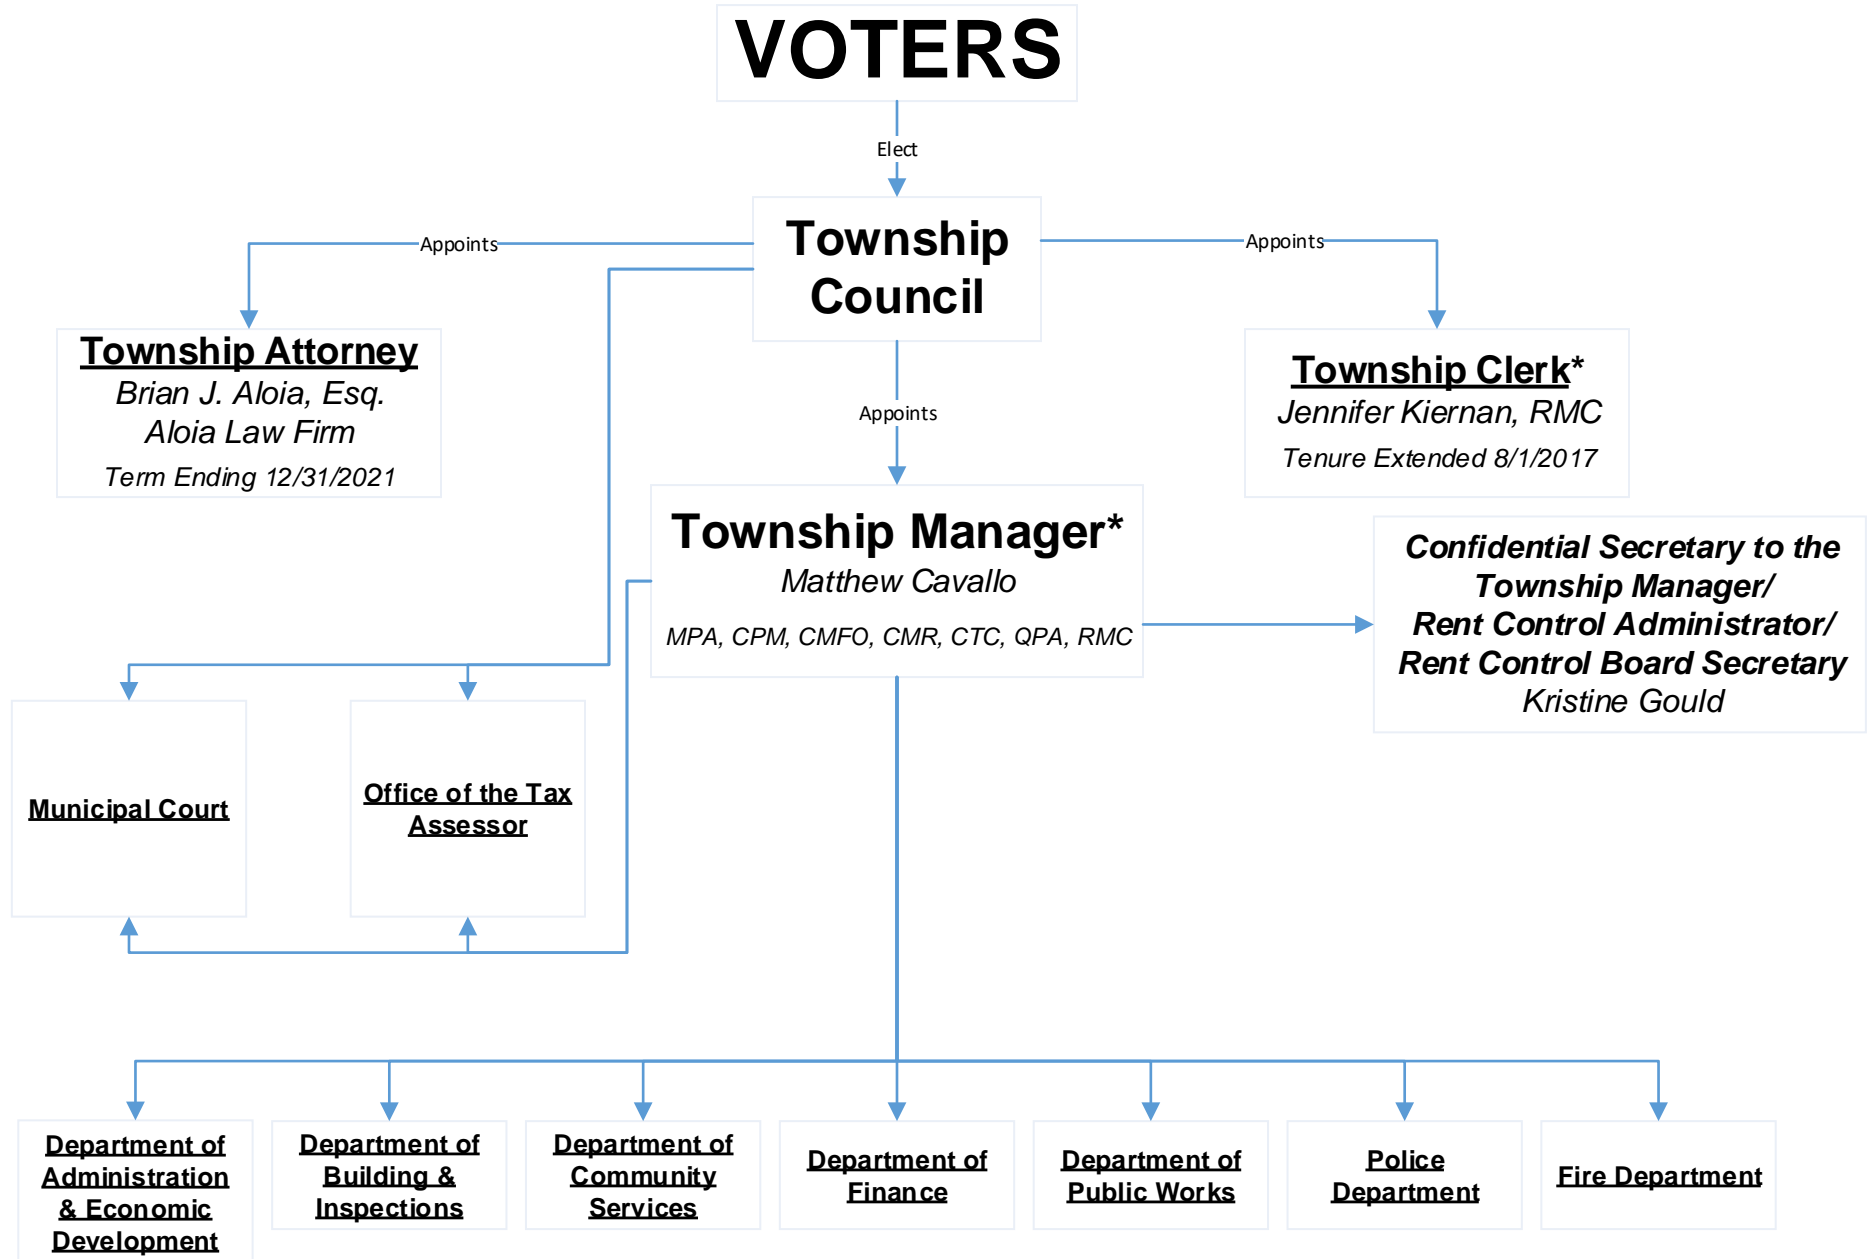 VOTERS
Elect
Township
Council
Appoints
Appoints
Appoints
Township Attorney
Brian J. Aloia, Esq.
Aloia Law Firm
Term Ending 12/31/2021
Township Clerk*
Jennifer Kiernan, RMC
Tenure Extended 8/1/2017
Township Manager*
Matthew Cavallo
MPA, CPM, CMFO, CMR, CTC, QPA, RMC
Confidential Secretary to the
Township Manager/
Rent Control Administrator/
Rent Control Board Secretary
Kristine Gould
Municipal Court
Office of the Tax
Assessor
Department of
Administration
& Economic
Development
Department of
Building &
Inspections
Department of
Community
Services
Department of
Finance
Department of
Public Works
Police
Department
Fire Department